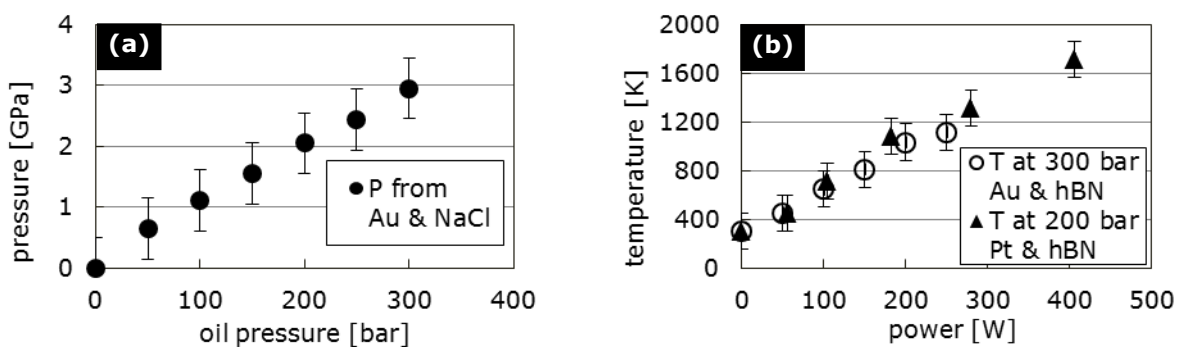 (a)
pressure [GPa]
4
3
2
1
0
0 100 200 300 400
oil pressure [bar]
P from
Au & NaCl
(b)
temperature [K]
2000
1600
1200
800
400
0
0 100 200 300 400 500
power [W]
T at 300 bar
Au & hBN
T at 200 bar
Pt & hBN